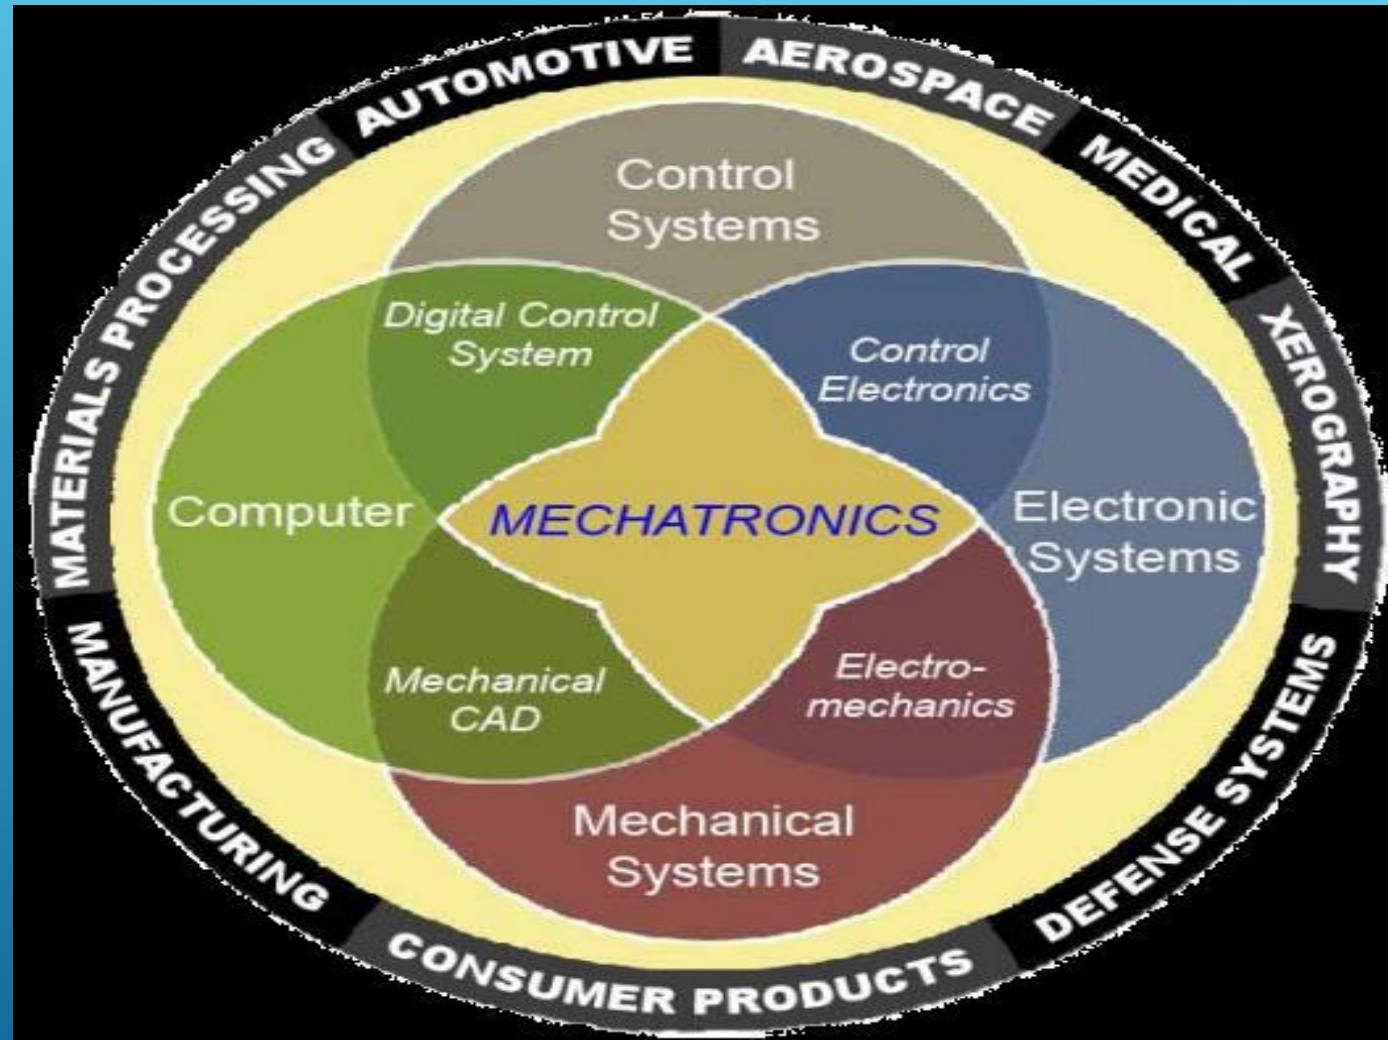 AUTOMOTIVE
AEROSPACE
MEDICAL
XEROGRAPHY
DEFENSE SYSTEMS
CONSUMER PRODUCTS
MANUFACTURING
MATERIALS PROCESSING
Control
Systems
Digital Control
System
Control
Electronics
Computer
MECHATRONICS
Electronic
Systems
Mechanical
CAD
Electro-
mechanics
Mechanical
Systems